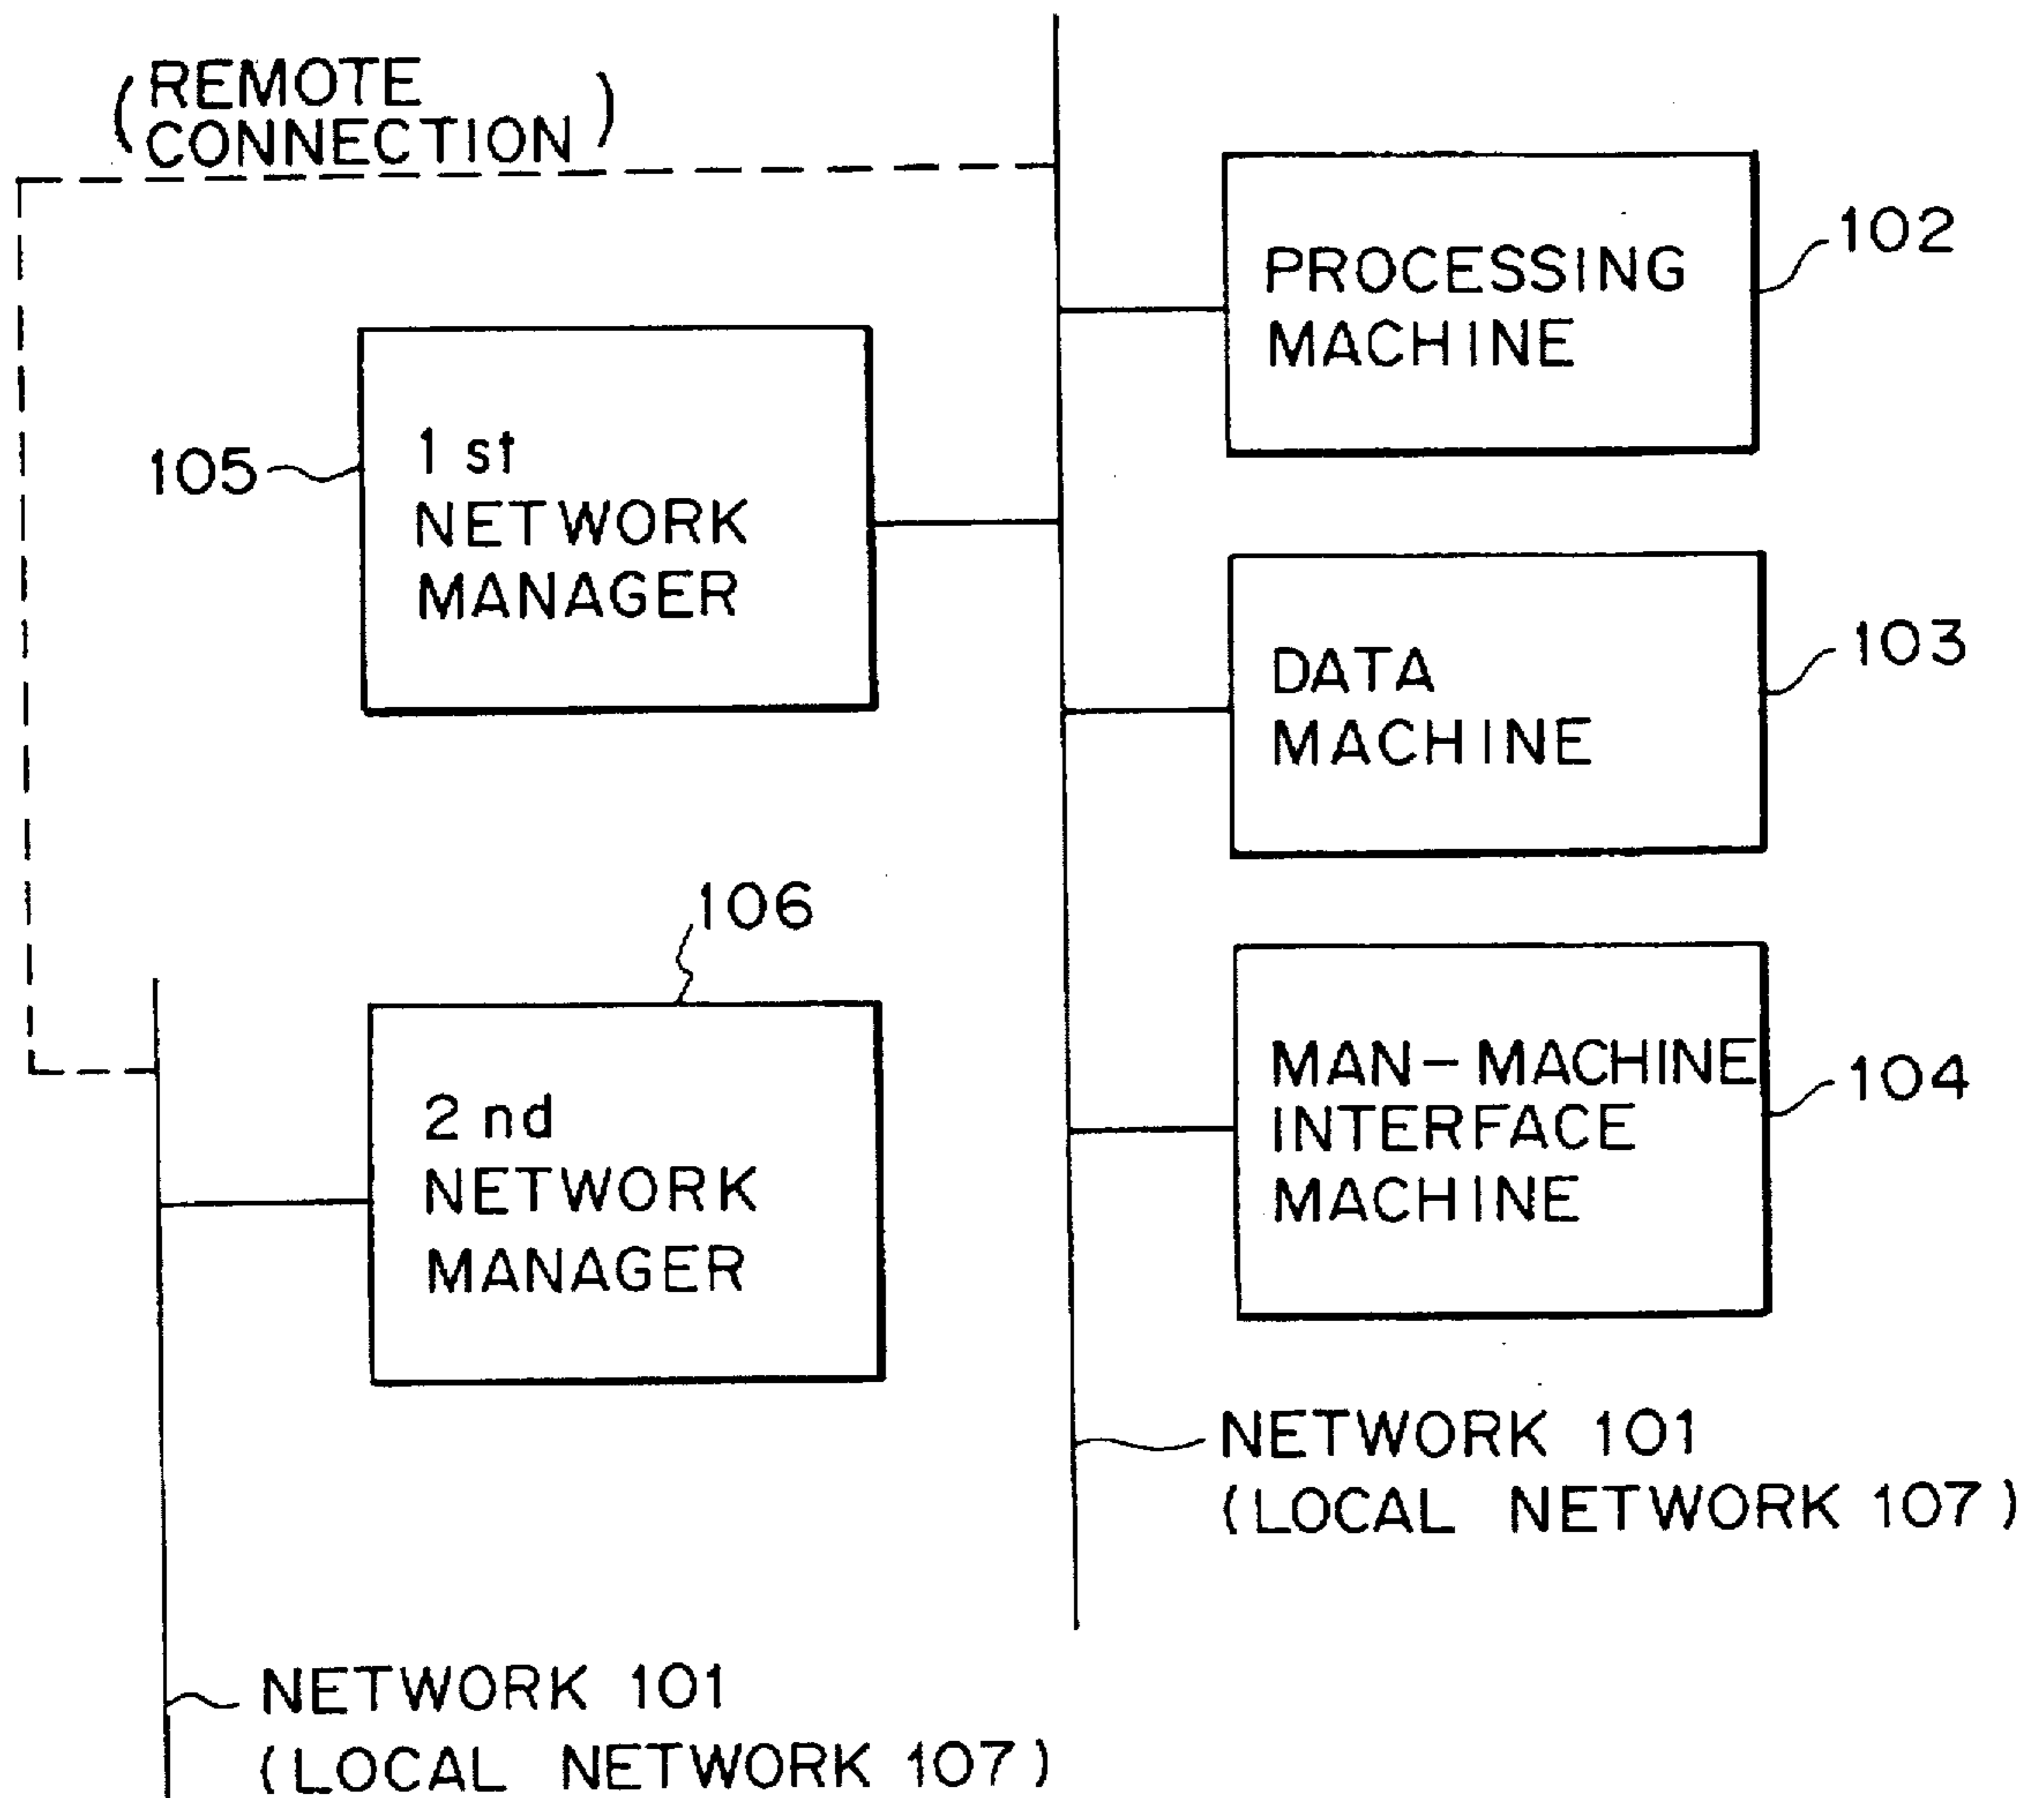 (REMOTE
CONNECTION)
PROCESSING
MACHINE
102
1 st
NETWORK
MANAGER
105
DATA
MACHINE
103
106
2 nd
NETWORK
MANAGER
MAN-MACHINE
INTERFACE
MACHINE
104
NETWORK 101
(LOCAL NETWORK 107)
NETWORK 101
(LOCAL NETWORK 107)